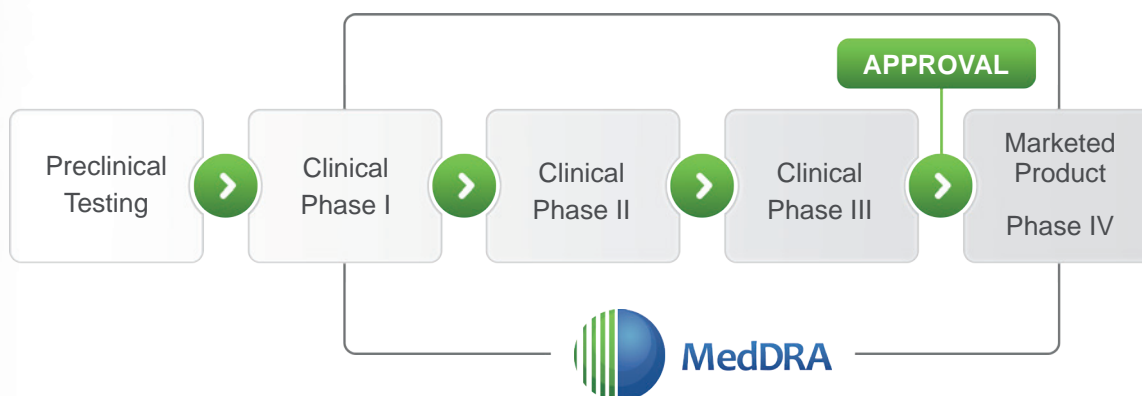 APPROVAL
Preclinical
Testing
Clinical
Phase I
Clinical
Phase II
Clinical
Phase III
Marketed
Product
Phase IV
MedDRA